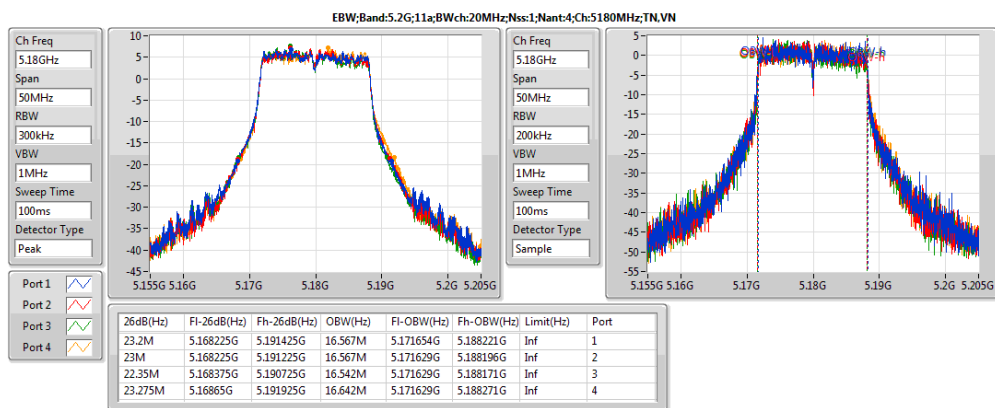 EBW;Band:5.2G;11a;BWch:20MHz;Nss:1;Nant:4;Ch:5180MHz;TN,VN
Ch Freq
5.18GHz
Span
50MHz
RBW
300kHz
VBW
1MHz
Sweep Time
100ms
Detector Type
Peak
Port 1
Port 2
Port 3
Port 4
10
5
0
-5
-10
-15
-20
-25
-30
-35
-40
-45
5.155G 5.16G 5.17G 5.18G 5.19G 5.2G 5.205G
Ch Freq
5.18GHz
Span
50MHz
RBW
200kHz
VBW
1MHz
Sweep Time
100ms
Detector Type
Sample
5
0
-5
-10
-15
-20
-25
-30
-35
-40
-45
-50
-55
5.155G 5.16G 5.17G 5.18G 5.19G 5.2G 5.205G
26dB(Hz) Fl-26dB(Hz) Fh-26dB(Hz) OBW(Hz) Fl-OBW(Hz) Fh-OBW(Hz) Limit(Hz) Port
23.2M 5.168225G 5.191425G 16.567M 5.171654G 5.188221G Inf 1
23M 5.168225G 5.191225G 16.567M 5.171629G 5.188196G Inf 2
22.35M 5.168375G 5.190725G 16.542M 5.171629G 5.188171G Inf 3
23.275M 5.16865G 5.191925G 16.642M 5.171629G 5.188271G Inf 4